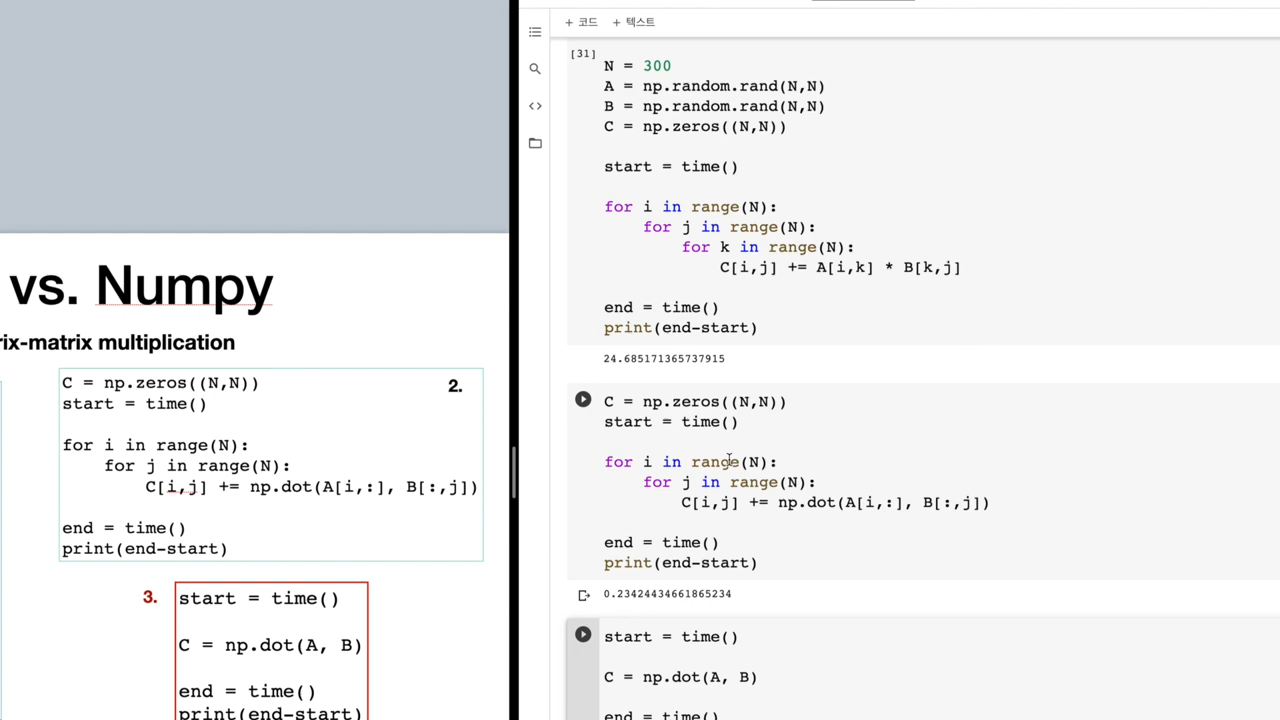 vs. Numpy
rix-matrix multiplication
C = np.zeros((N,N))
2.
start = time()
for i in range(N):
for j in range(N):
C[i,j] += np.dot(A[i,:], B[:,j])
end = time()
print(end-start)
3.
start = time()
C = np.dot(A, B)
end = time()
print(end-start)
+ 코드 + 텍스트
[31]
N = 300
A = np.random.rand(N,N)
B = np.random.rand(N,N)
C = np.zeros((N,N))
start = time()
for i in range(N):
for j in range(N):
for k in range(N):
C[i,j] += A[i,k] * B[k,j]
end = time()
print(end-start)
24.685171365737915
C = np.zeros((N,N))
start = time()
for i in range(N):
for j in range(N):
C[i,j] += np.dot(A[i,:], B[:,j])
end = time()
print(end-start)
0.23424434661865234
start = time()
C = np.dot(A, B)
end = time()